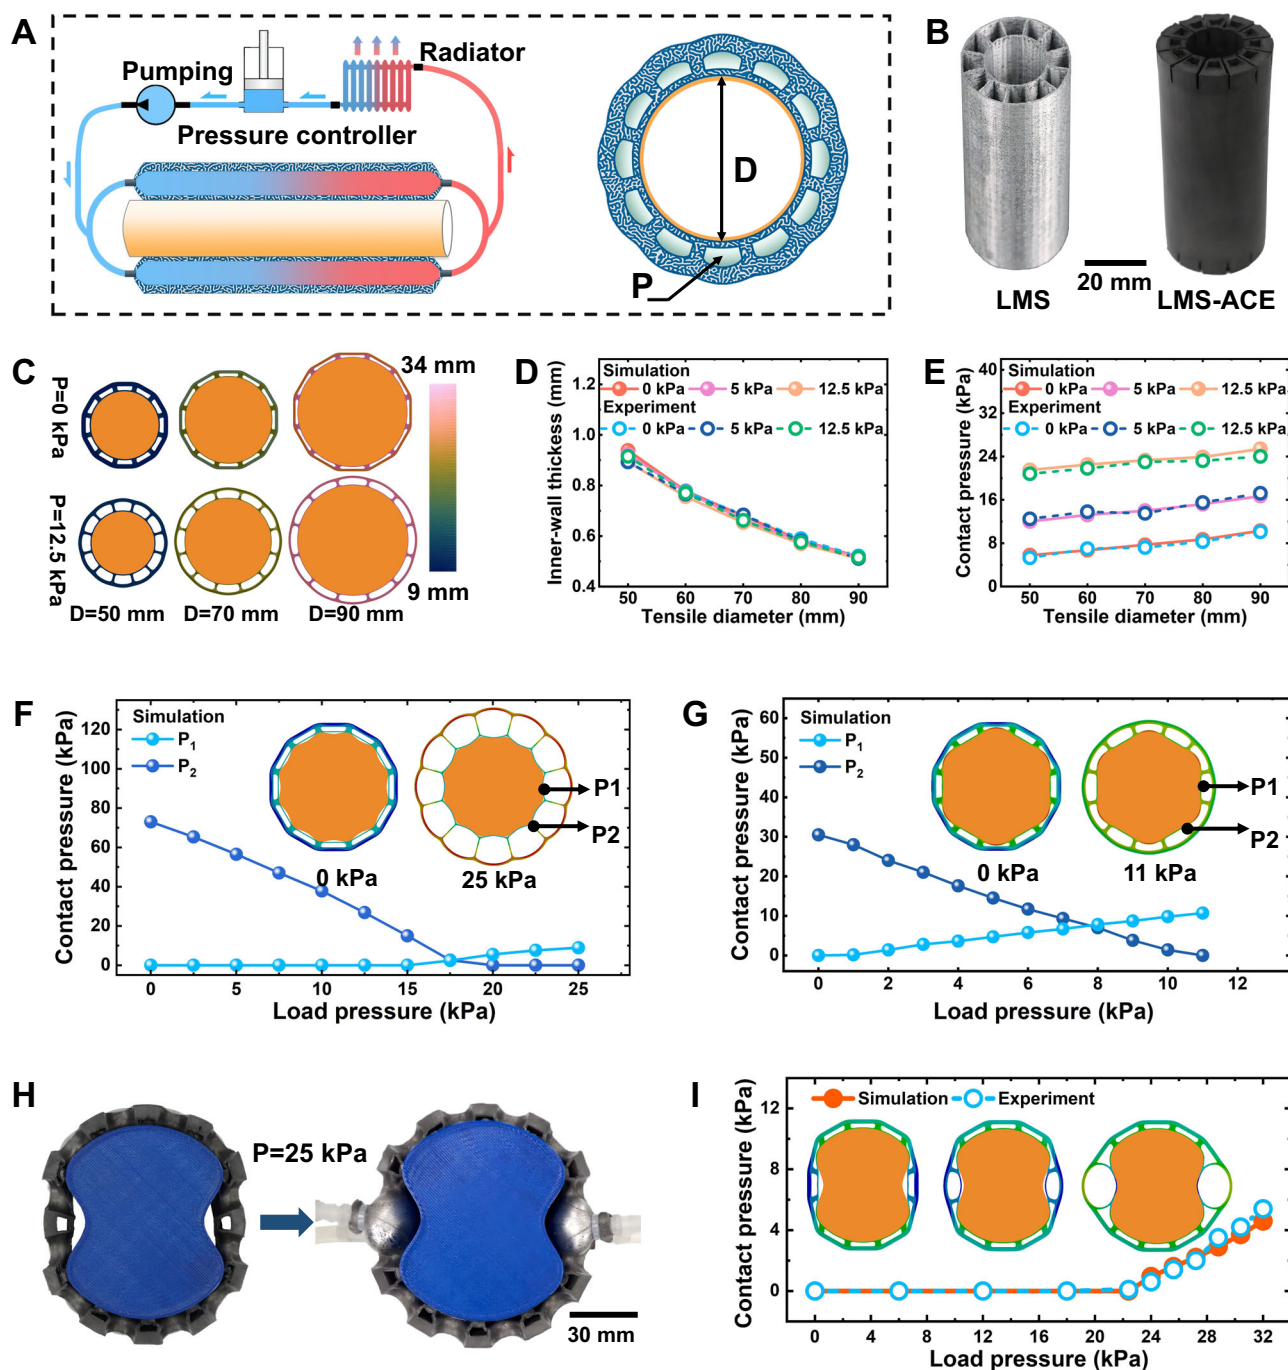 A
Pumping
Radiator
Pressure controller
D
P
B
LMS
20 mm
LMS-ACE
C
P=0 kPa
P=12.5 kPa
34 mm
9 mm
D=50 mm
D=70 mm
D=90 mm
D
Simulation
0 kPa
5 kPa
12.5 kPa
Experiment
0 kPa
5 kPa
12.5 kPa
Inner-wall thickess (mm)
1.2
1.0
0.8
0.6
0.4
50
60
70
80
90
Tensile diameter (mm)
E
Simulation
0 kPa
5 kPa
12.5 kPa
Experiment
0 kPa
5 kPa
12.5 kPa
Contact pressure (kPa)
40
32
24
16
8
0
50
60
70
80
90
Tensile diameter (mm)
F
Simulation
P1
P2
0 kPa
25 kPa
P1
P2
Contact pressure (kPa)
120
100
80
60
40
20
0
0
5
10
15
20
25
Load pressure (kPa)
G
Simulation
P1
P2
0 kPa
11 kPa
P1
P2
Contact pressure (kPa)
60
50
40
30
20
10
0
0
2
4
6
8
10
12
Load pressure (kPa)
H
P=25 kPa
30 mm
I
Simulation
Experiment
Contact pressure (kPa)
12
8
4
0
0
4
8
12
16
20
24
28
32
Load pressure (kPa)